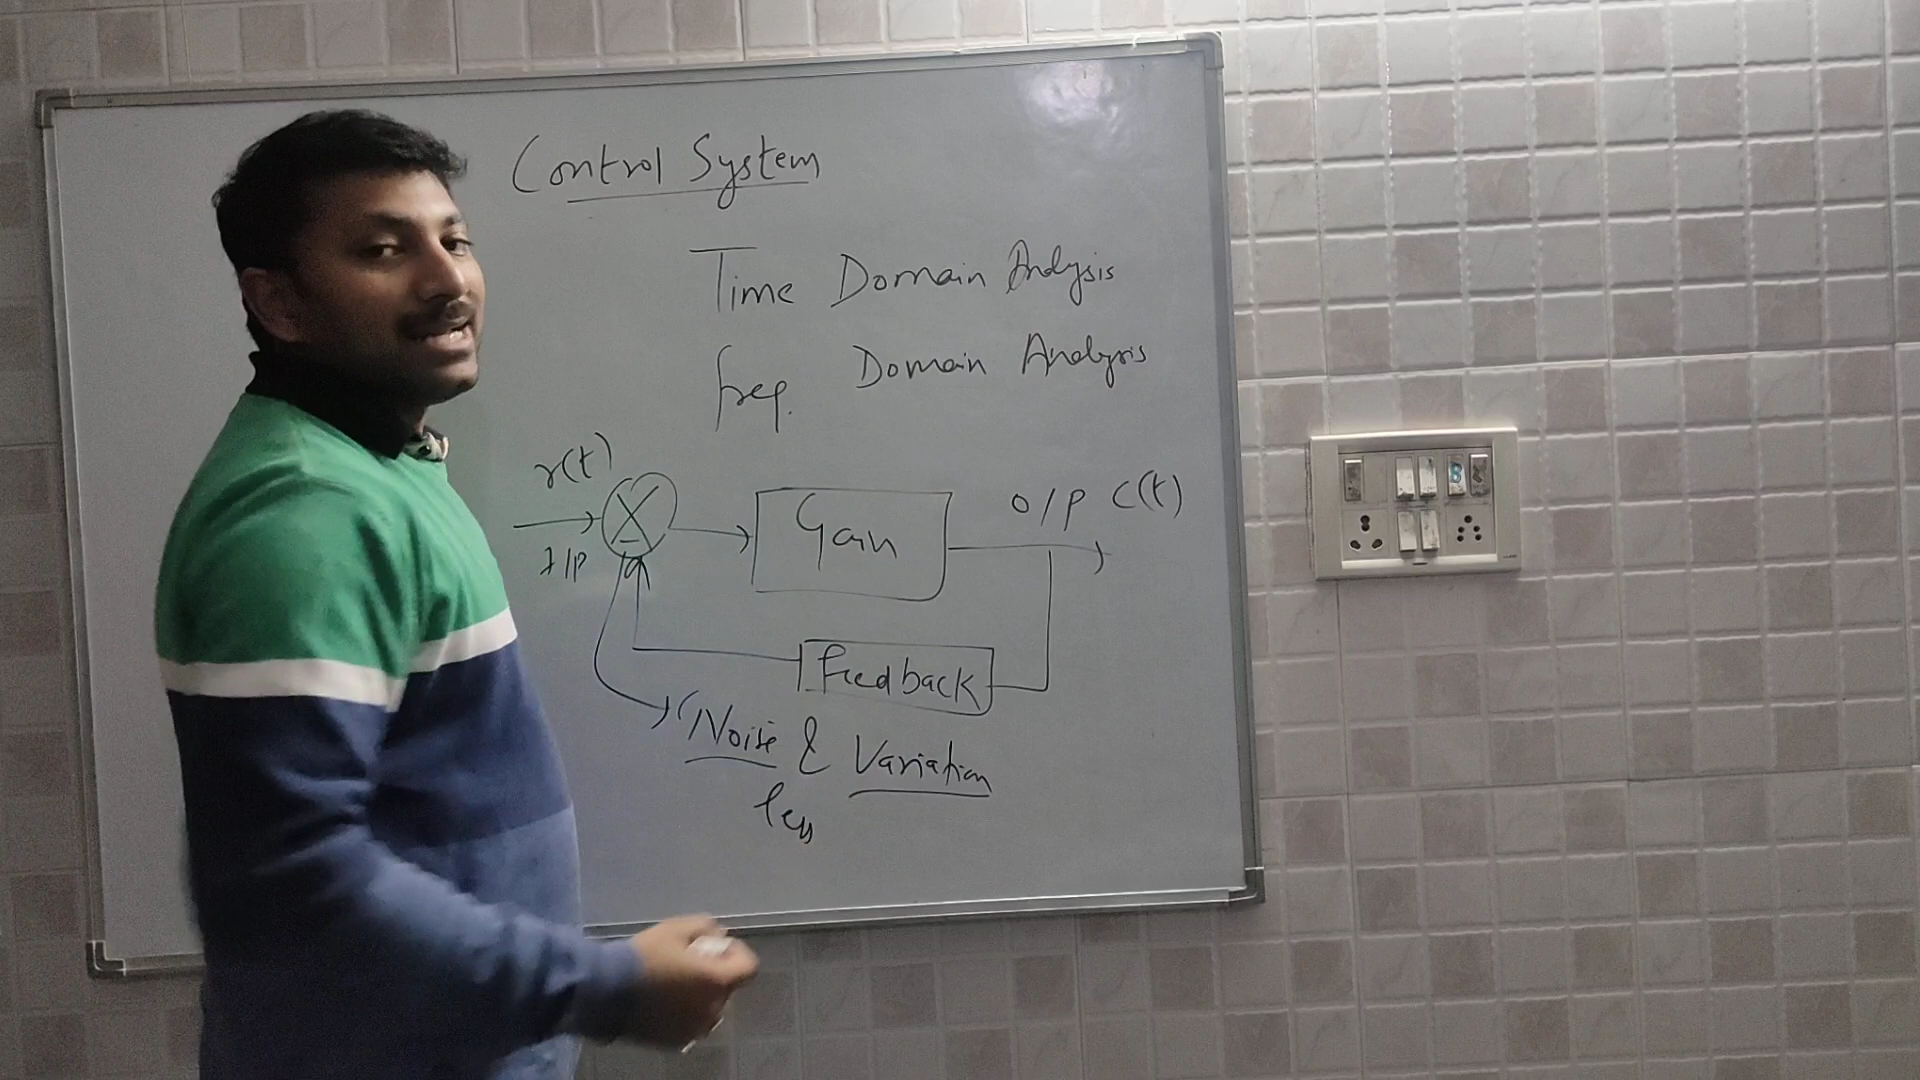 Control System
Time Domain Analysis
freq. Domain Analysis
r(t)
I/P
-
Gain
O/P C(t)
Feedback
Noise & Variation
less